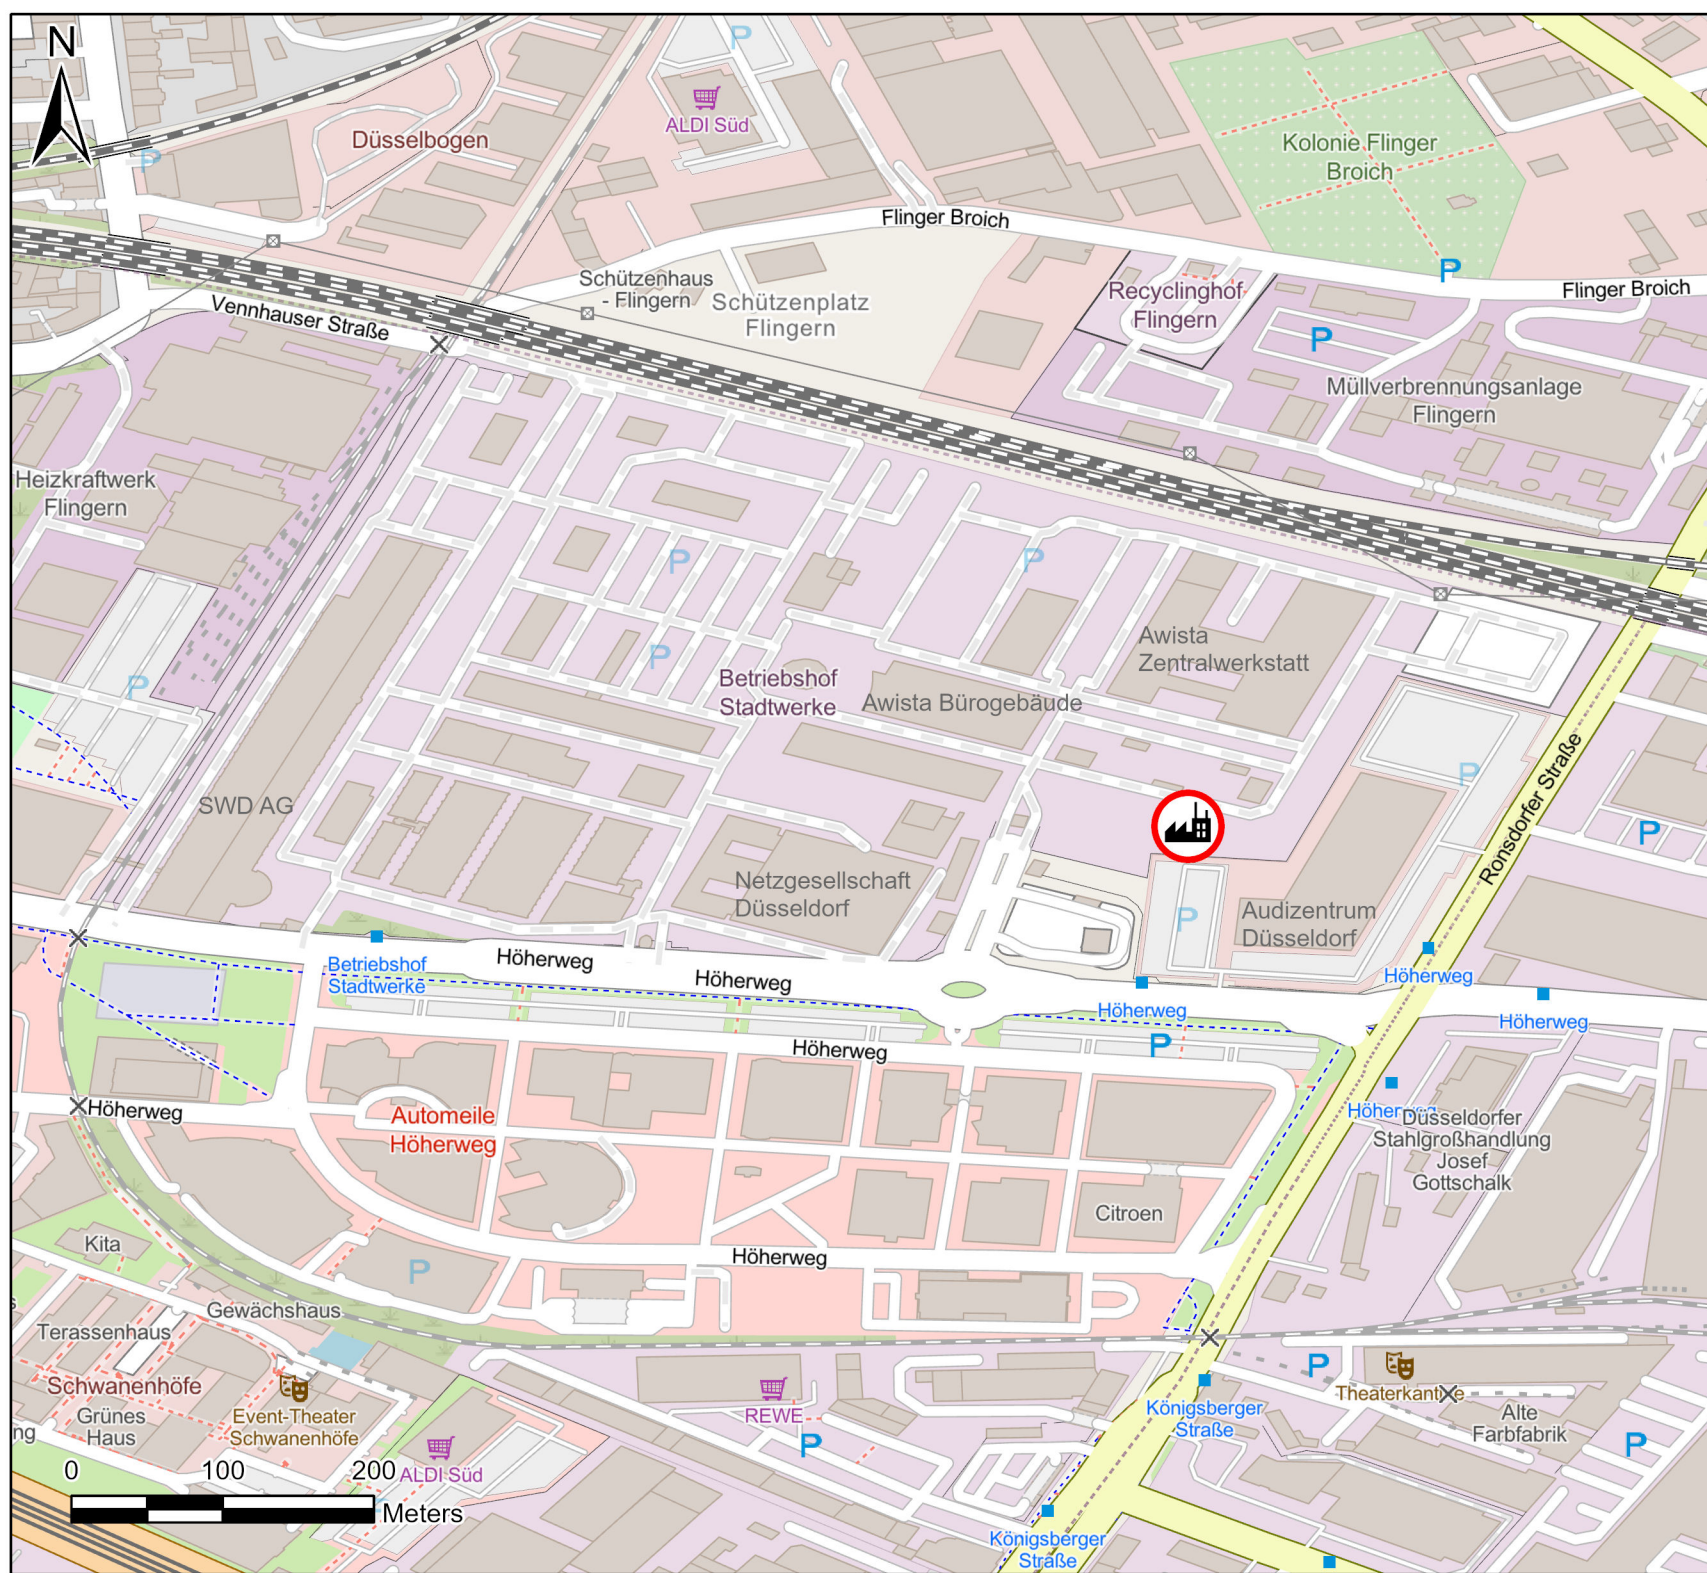 N
P
ALDI Süd
Düsselbogen
P
Kolonie Flinger
Broich
Flinger Broich
Schützenhaus
- Flingern
Schützenplatz
Flingern
Recyclinghof
Flingern
P
Flinger Broich
Vennhauser Straße
P
Müllverbrennungsanlage
Flingern
Heizkraftwerk
Flingern
P
P
P
P
Awista
Zentralwerkstatt
Betriebshof
Stadtwerke
Awista Bürogebäude
P
Ronsdorfer Straße
SWD AG
P
P
Netzgesellschaft
Düsseldorf
P
Audizentrum
Düsseldorf
Betriebshof
Stadtwerke
Höherweg
Höherweg
Höherweg
Höherweg
Höherweg
Höherweg
P
Höherweg
Automeile
Höherweg
Höherweg
Düsseldorfer
Stahlgroßhandlung
Josef
Gottschalk
Citroen
Kita
Höherweg
P
Gewächshaus
Terassenhaus
Schwanenhöfe
Grünes
Haus
ng
Event-Theater
Schwanenhöfe
REWE
P
P
Theaterkantine
Königsberger
Straße
Alte
Farbfabrik
P
ALDI Süd
0 100 200
Meters
Königsberger
Straße